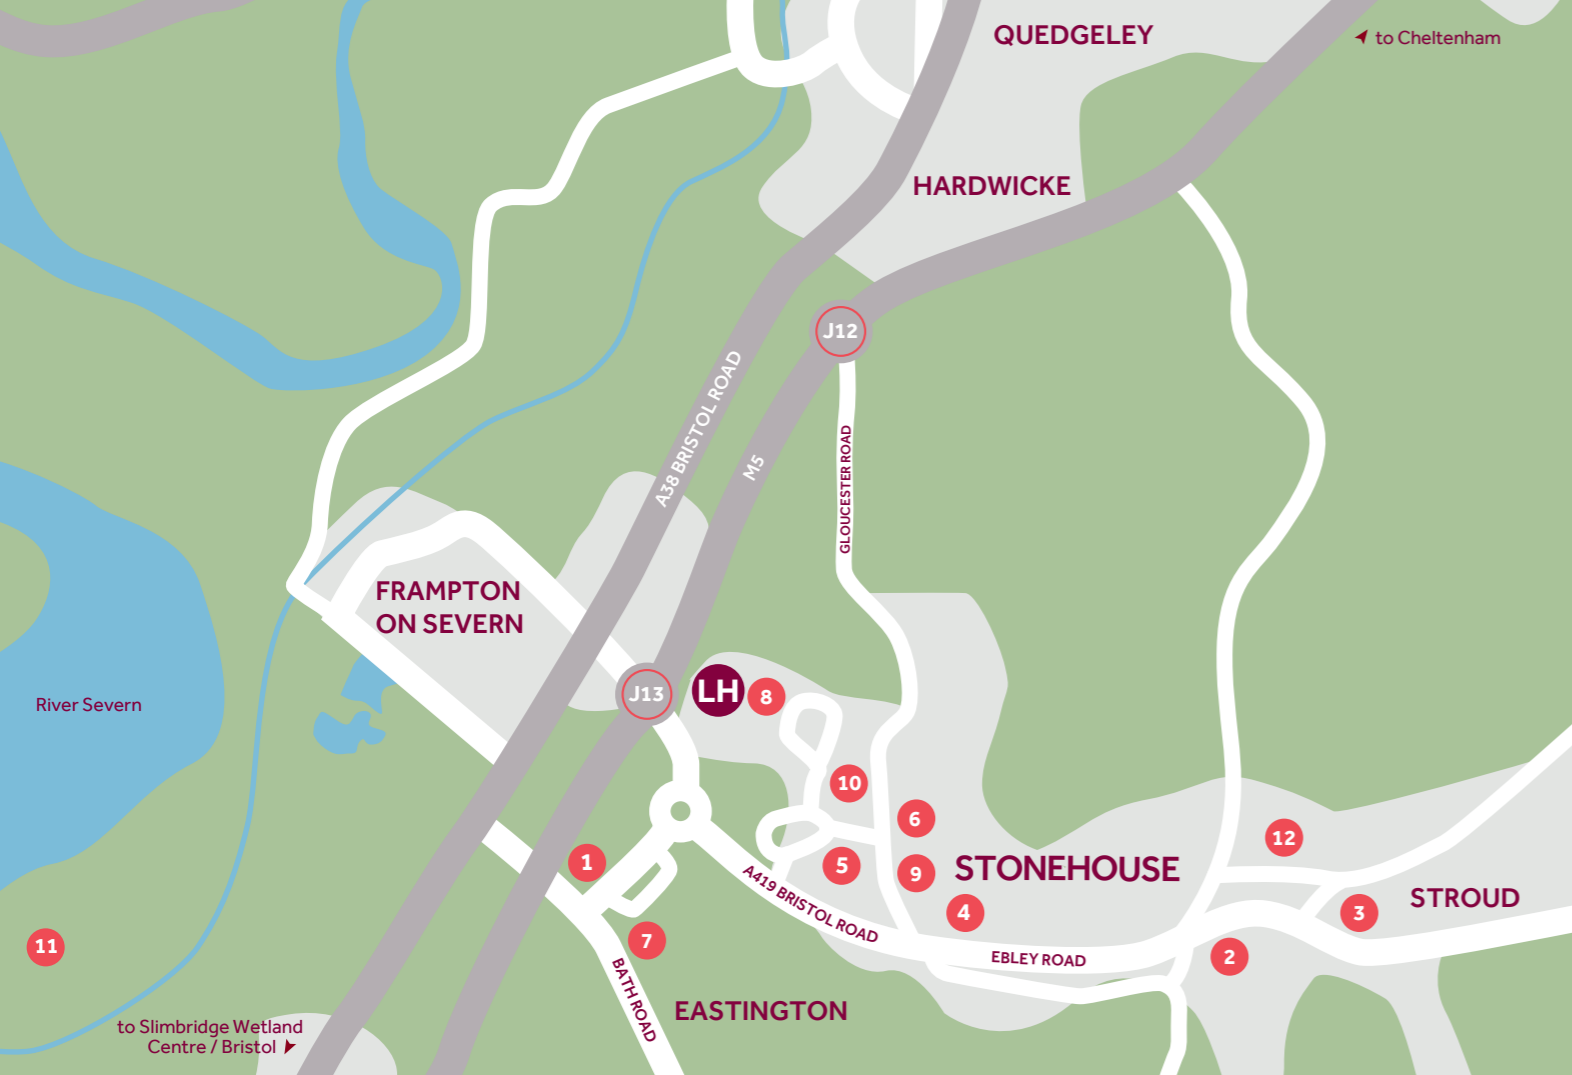 QUEDGELEY
to Cheltenham
HARDWICKE
J12
A38 BRISTOL ROAD
M5
GLOUCESTER ROAD
FRAMPTON
ON SEVERN
River Severn
J13
LH
8
10
6
12
1
5
9
STONEHOUSE
A419 BRISTOL ROAD
4
3
STROUD
7
11
EBLEY ROAD
2
BATH ROAD
EASTINGTON
to Slimbridge Wetland
Centre / Bristol